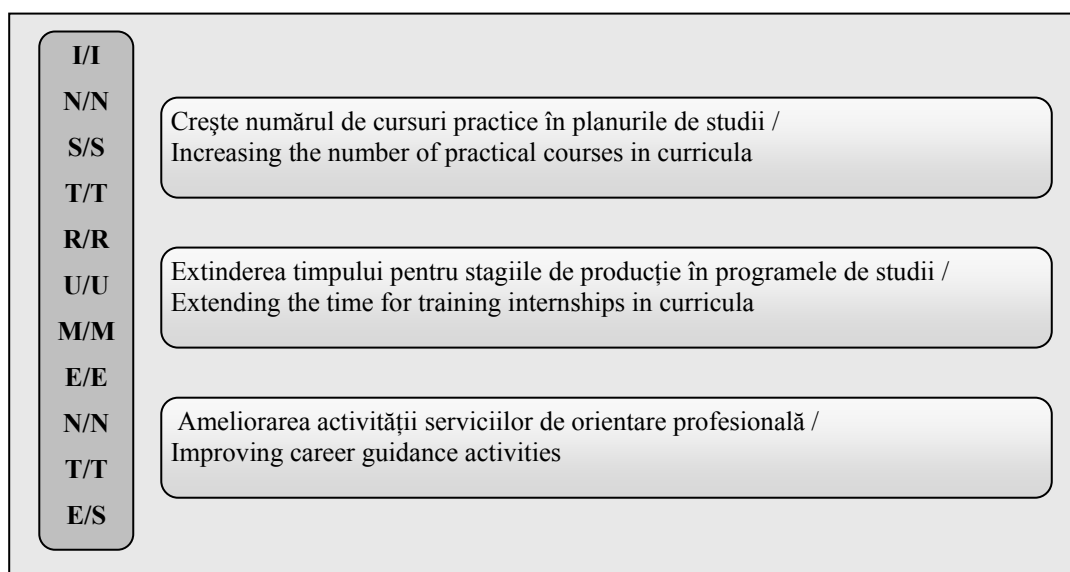 I/I
N/N
S/S
T/T
R/R
U/U
M/M
E/E
N/N
T/T
E/S
Creşte numărul de cursuri practice în planurile de studii /
Increasing the number of practical courses in curricula
Extinderea timpului pentru stagiile de producție în programele de studii /
Extending the time for training internships in curricula
Ameliorarea activității serviciilor de orientare profesională /
Improving career guidance activities